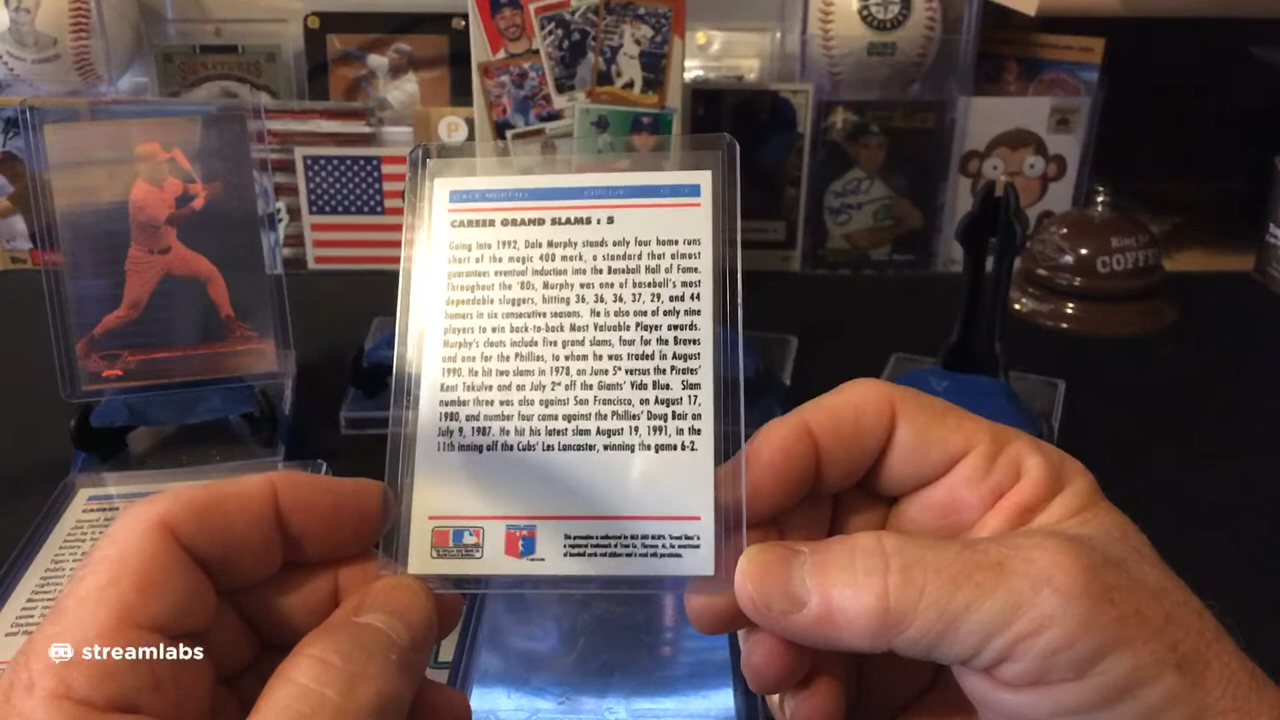 SIGNATURES
P
King St
COFFEE
DALE MURPHY
CAREER GRAND SLAMS : 5
Going into 1992, Dale Murphy stands only four home runs
short of the magic 400 mark, a standard that almost
guarantees eventual induction into the Baseball Hall of Fame.
Throughout the '80s, Murphy was one of baseball's most
dependable sluggers, hitting 36, 36, 36, 37, 29, and 44
homers in six consecutive seasons. He is also one of only nine
players to win back-to-back Most Valuable Player awards.
Murphy's clouts include five grand slams, four for the Braves
and one for the Phillies, to whom he was traded in August
1990. He hit two slams in 1978, on June 5th versus the Pirates'
Kent Tekulve and on July 2nd off the Giants' Vida Blue. Slam
number three was also against San Francisco, on August 17,
1980, and number four came against the Phillies' Doug Bair on
July 9, 1987. He hit his latest slam August 19, 1991, in the
11th inning off the Cubs' Les Lancaster, winning the game 6-2.
streamlabs